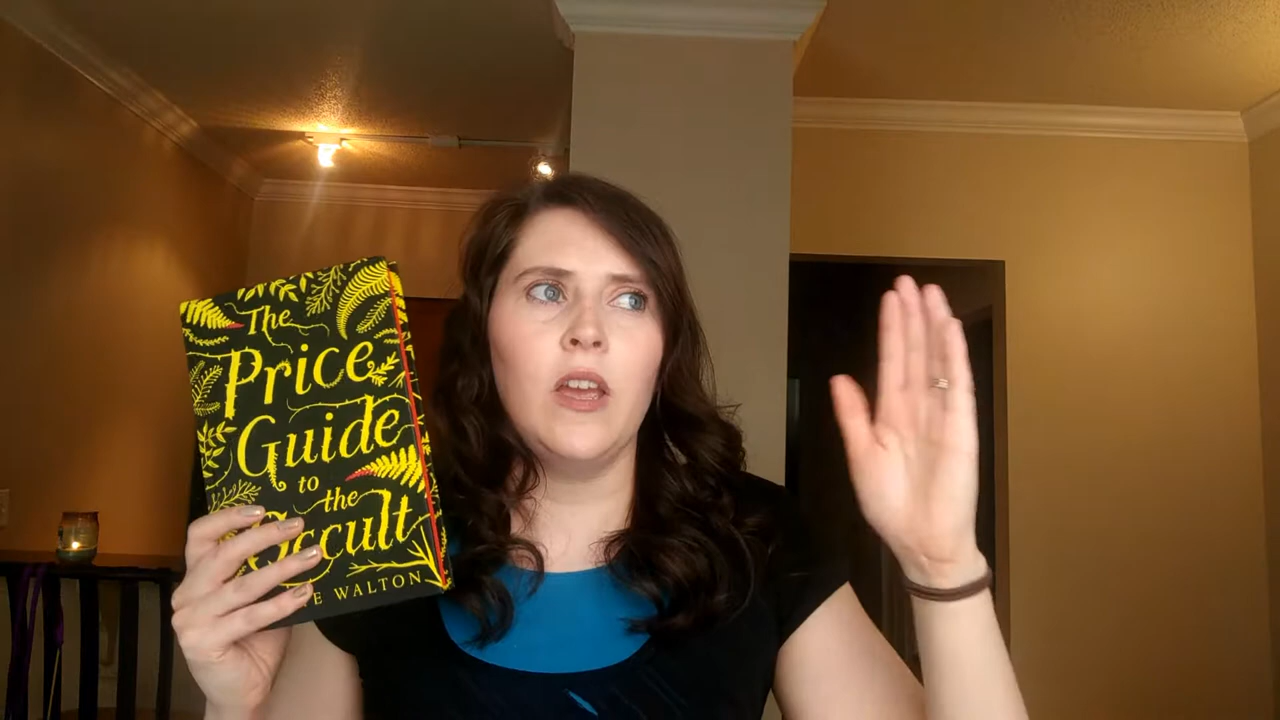 The
Price
Guide
to
the
Occult
WALTON